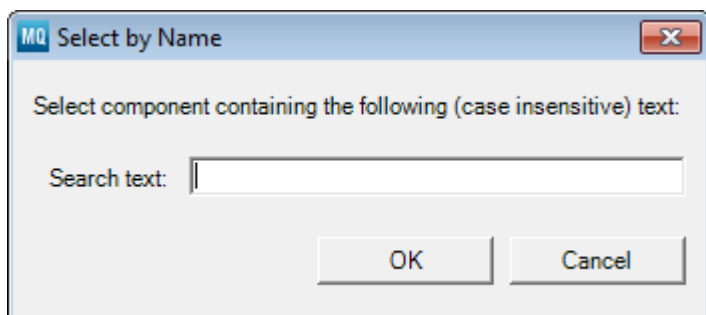 MQ Select by Name
Select component containing the following (case insensitive) text:
Search text:
OK Cancel